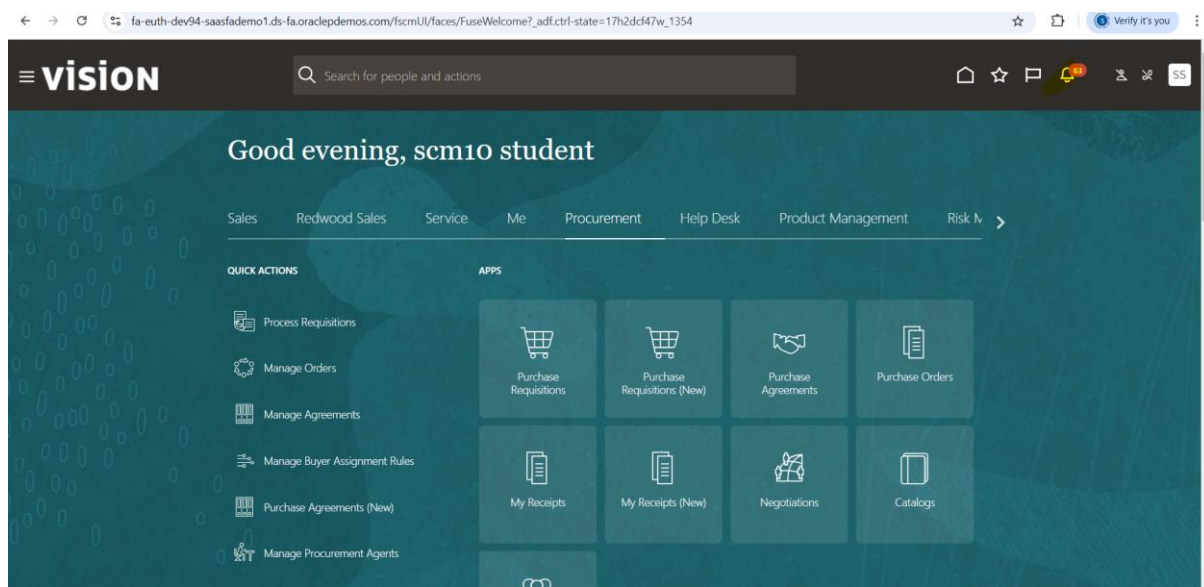 fa-euth-dev94-saasfademo1.ds-fa.oraclepdemos.com/fscmUI/faces/FuseWelcome?_adf.ctrl-state=17h2dcf47w_1354
Verify it's you
vision
Search for people and actions
63
SS
Good evening, scm10 student
Sales Redwood Sales Service Me Procurement Help Desk Product Management Risk M
QUICK ACTIONS
APPS
Process Requisitions
Manage Orders
Manage Agreements
Manage Buyer Assignment Rules
Purchase Agreements (New)
Manage Procurement Agents
Purchase
Requisitions
Purchase
Requisitions (New)
Purchase
Agreements
Purchase Orders
My Receipts
My Receipts (New)
Negotiations
Catalogs